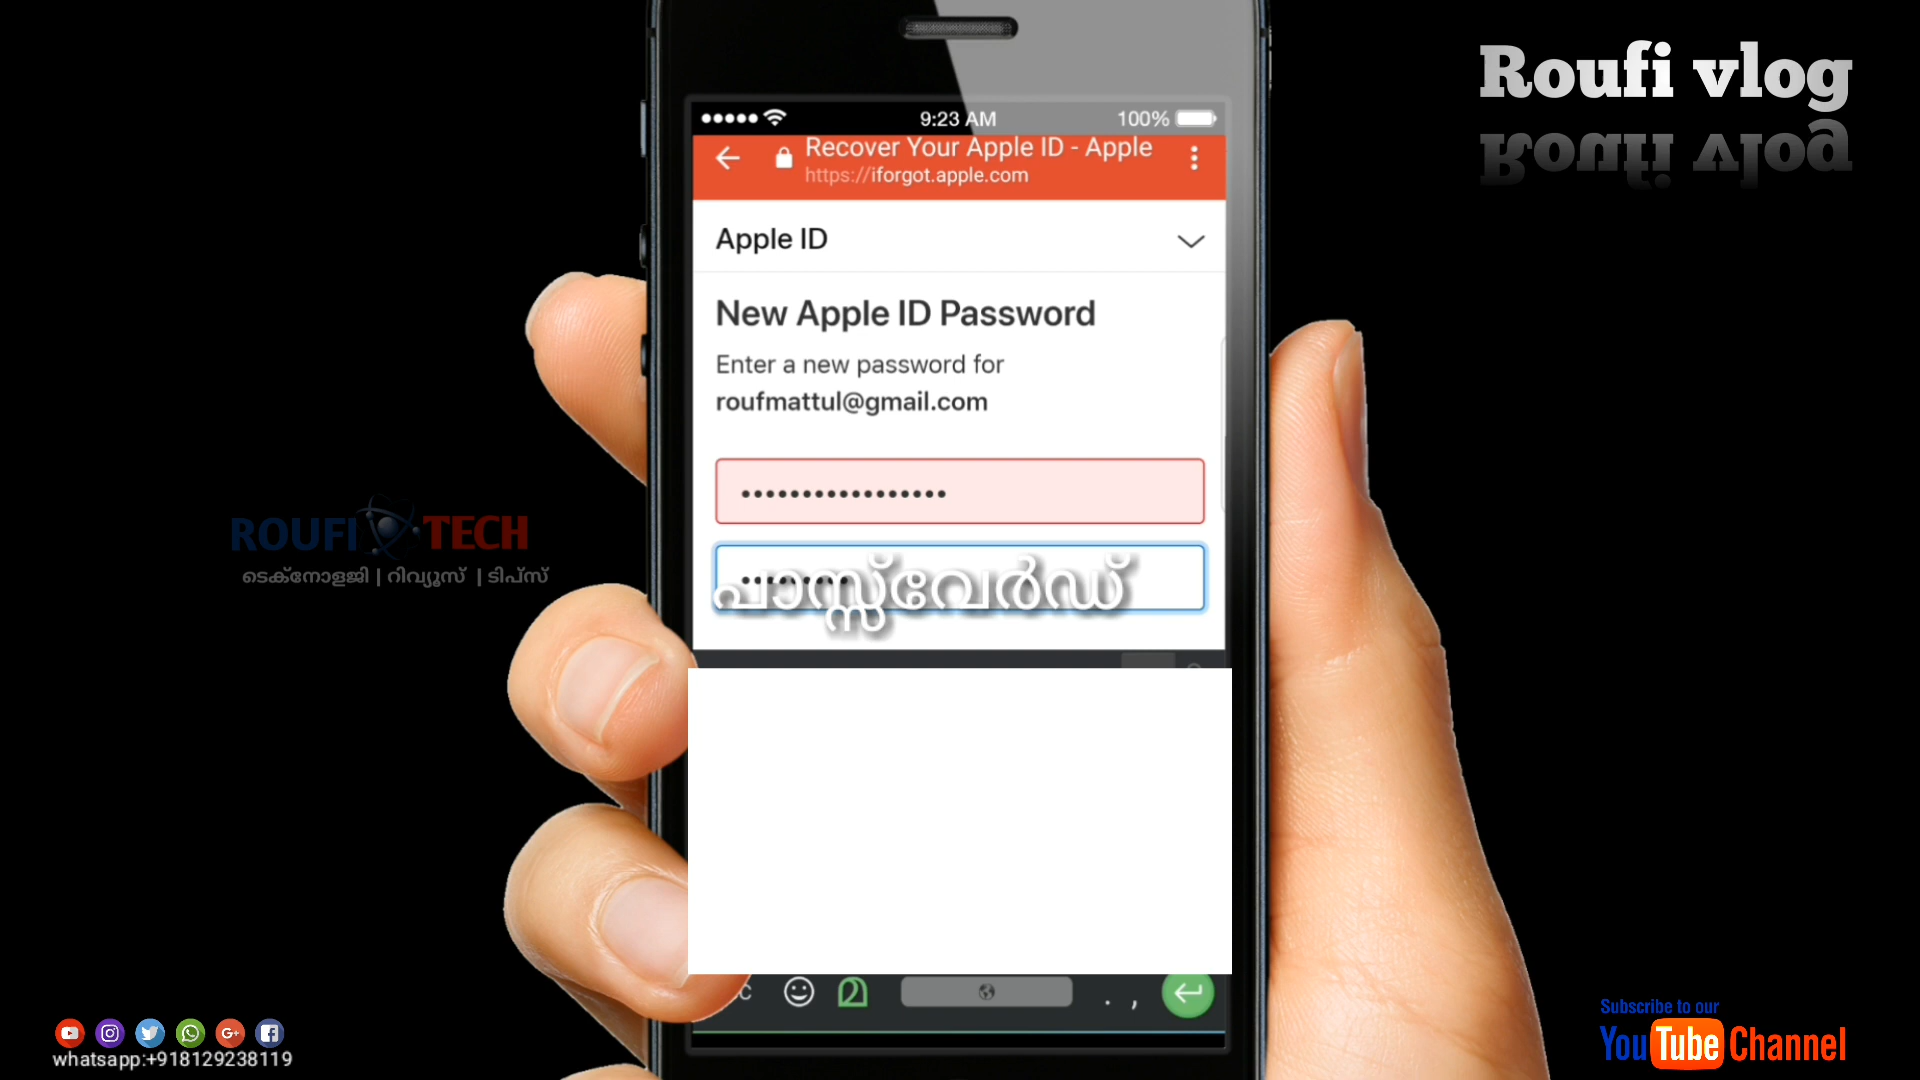 Roufi vlog
9:23 AM
100%
Recover Your Apple ID - Apple
https://iforgot.apple.com
Apple ID
New Apple ID Password
Enter a new password for
roufmattul@gmail.com
ROUFI TECH
ടെക്നോളജി | റിവ്യൂസ് | ടിപ്സ്
പാസ്സ്‌വേർഡ്
മ
. ,
whatsapp:+918129238119
Subscribe to our
YouTube Channel